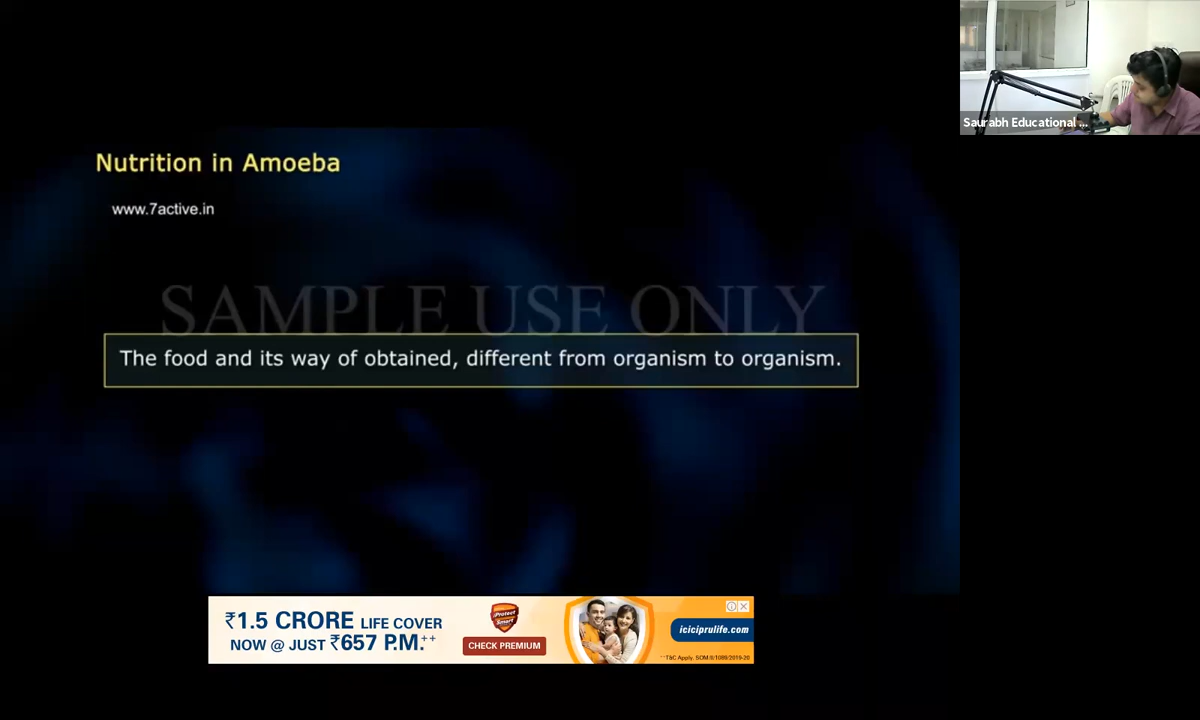 Saurabh Educational ...
Nutrition in Amoeba
www.7active.in
SAMPLE USE ONLY
The food and its way of obtained, different from organism to organism.
₹1.5 CRORE LIFE COVER
NOW @ JUST ₹657 P.M.++
Protect Smart
CHECK PREMIUM
iciciprulife.com